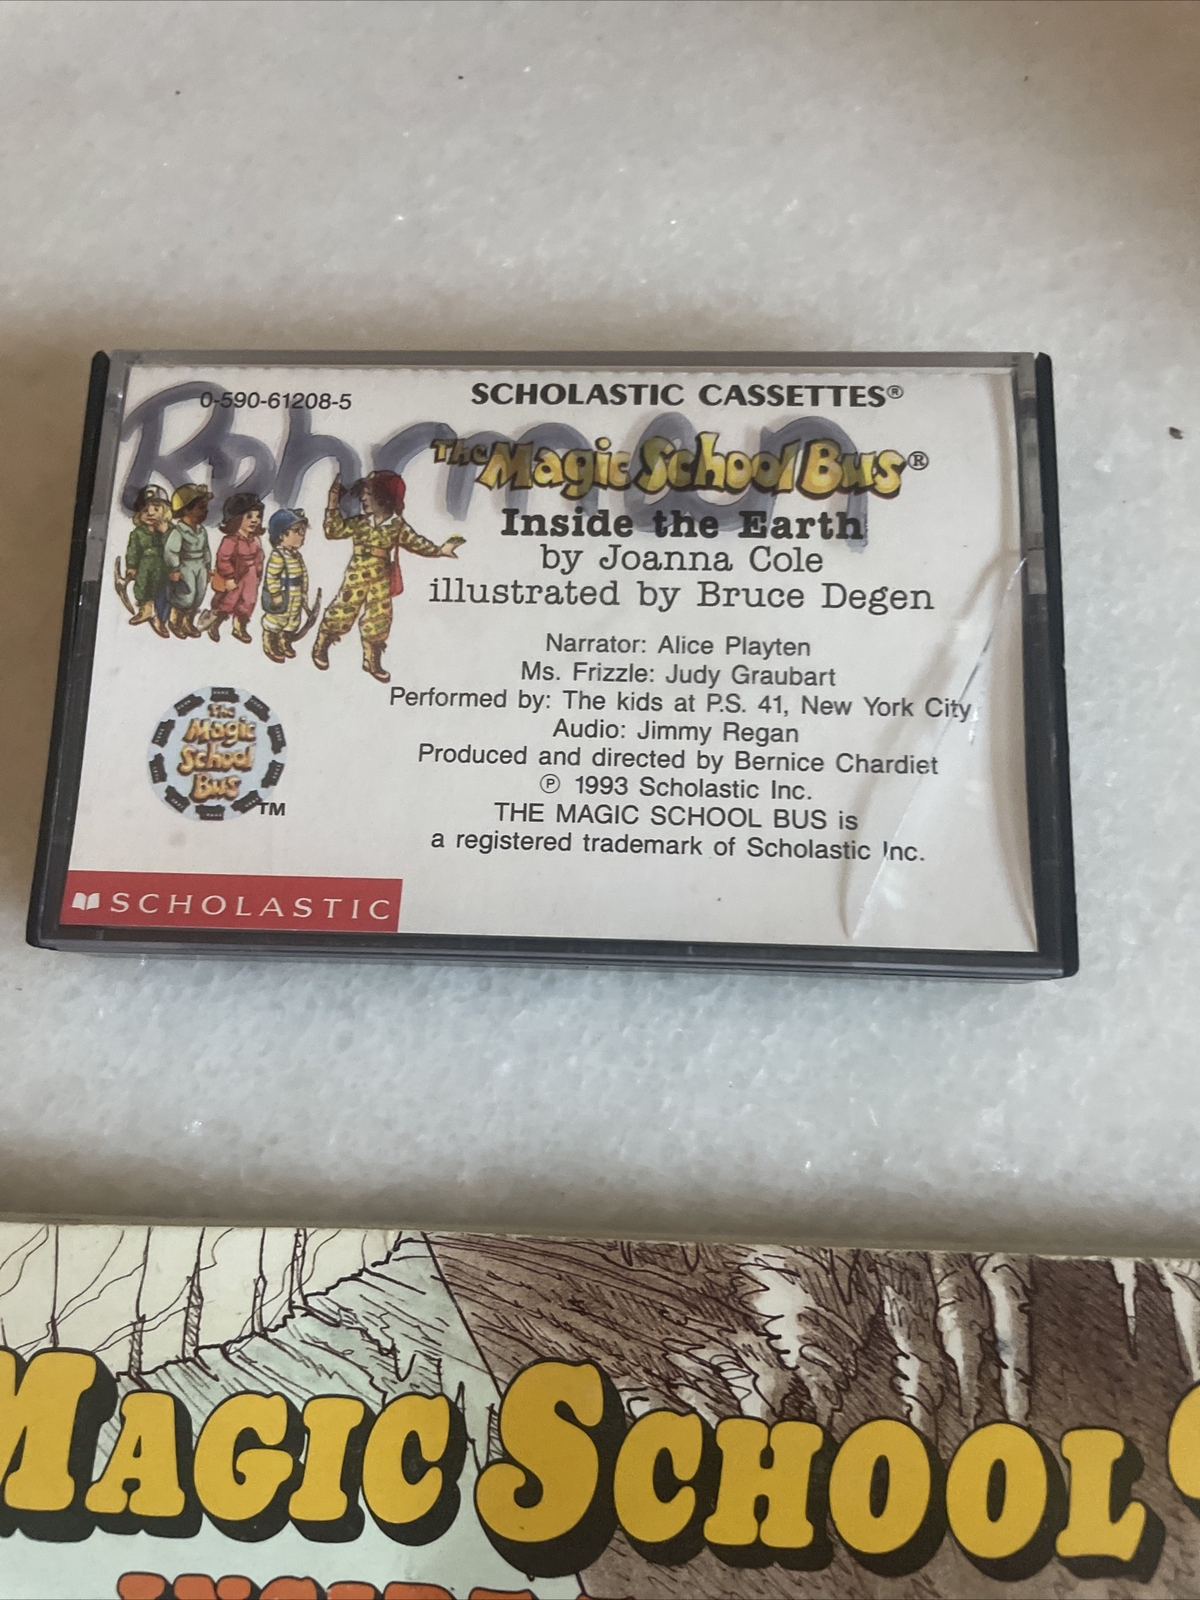 0-590-61208-5
SCHOLASTIC CASSETTES®
The Magic School Bus®
Inside the Earth
by Joanna Cole
illustrated by Bruce Degen
Narrator: Alice Playten
Ms. Frizzle: Judy Graubart
Performed by: The kids at P.S. 41, New York City
Audio: Jimmy Regan
Produced and directed by Bernice Chardiet
℗ 1993 Scholastic Inc.
THE MAGIC SCHOOL BUS is
a registered trademark of Scholastic Inc.
The
Magic
School
Bus
TM
SCHOLASTIC
MAGIC SCHOOL